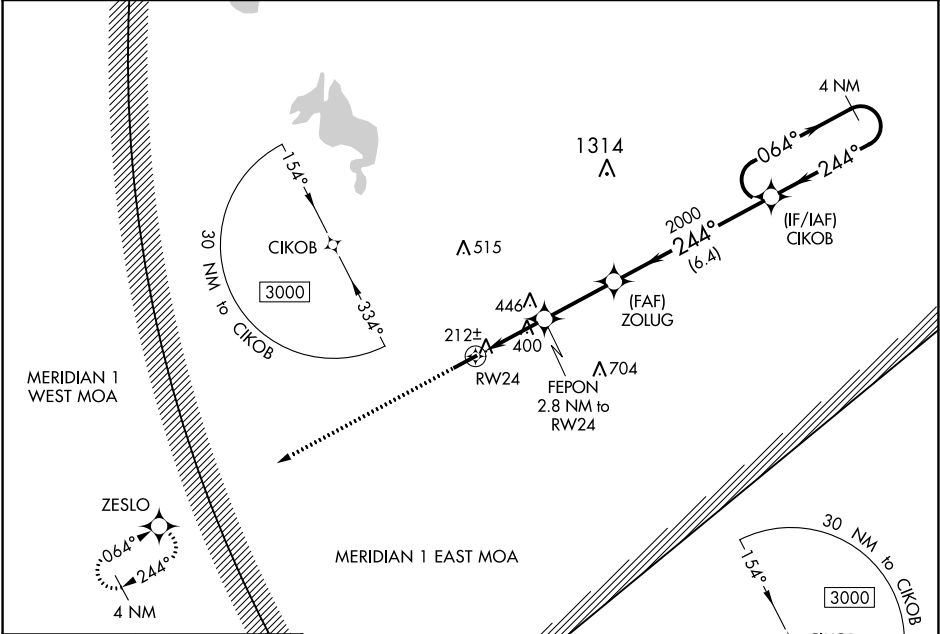 4 NM
064°
244°
1314
(IF/IAF)
CIKOB
2000
244°
(6.4)
154°
CIKOB
3000
334°
30 NM to CIKOB
515
(FAF)
ZOLUG
446
400
212±
RW24
704
FEPON
2.8 NM to
RW24
MERIDIAN 1
WEST MOA
ZESLO
064°
244°
4 NM
MERIDIAN 1 EAST MOA
30 NM to CIKOB
154°
3000